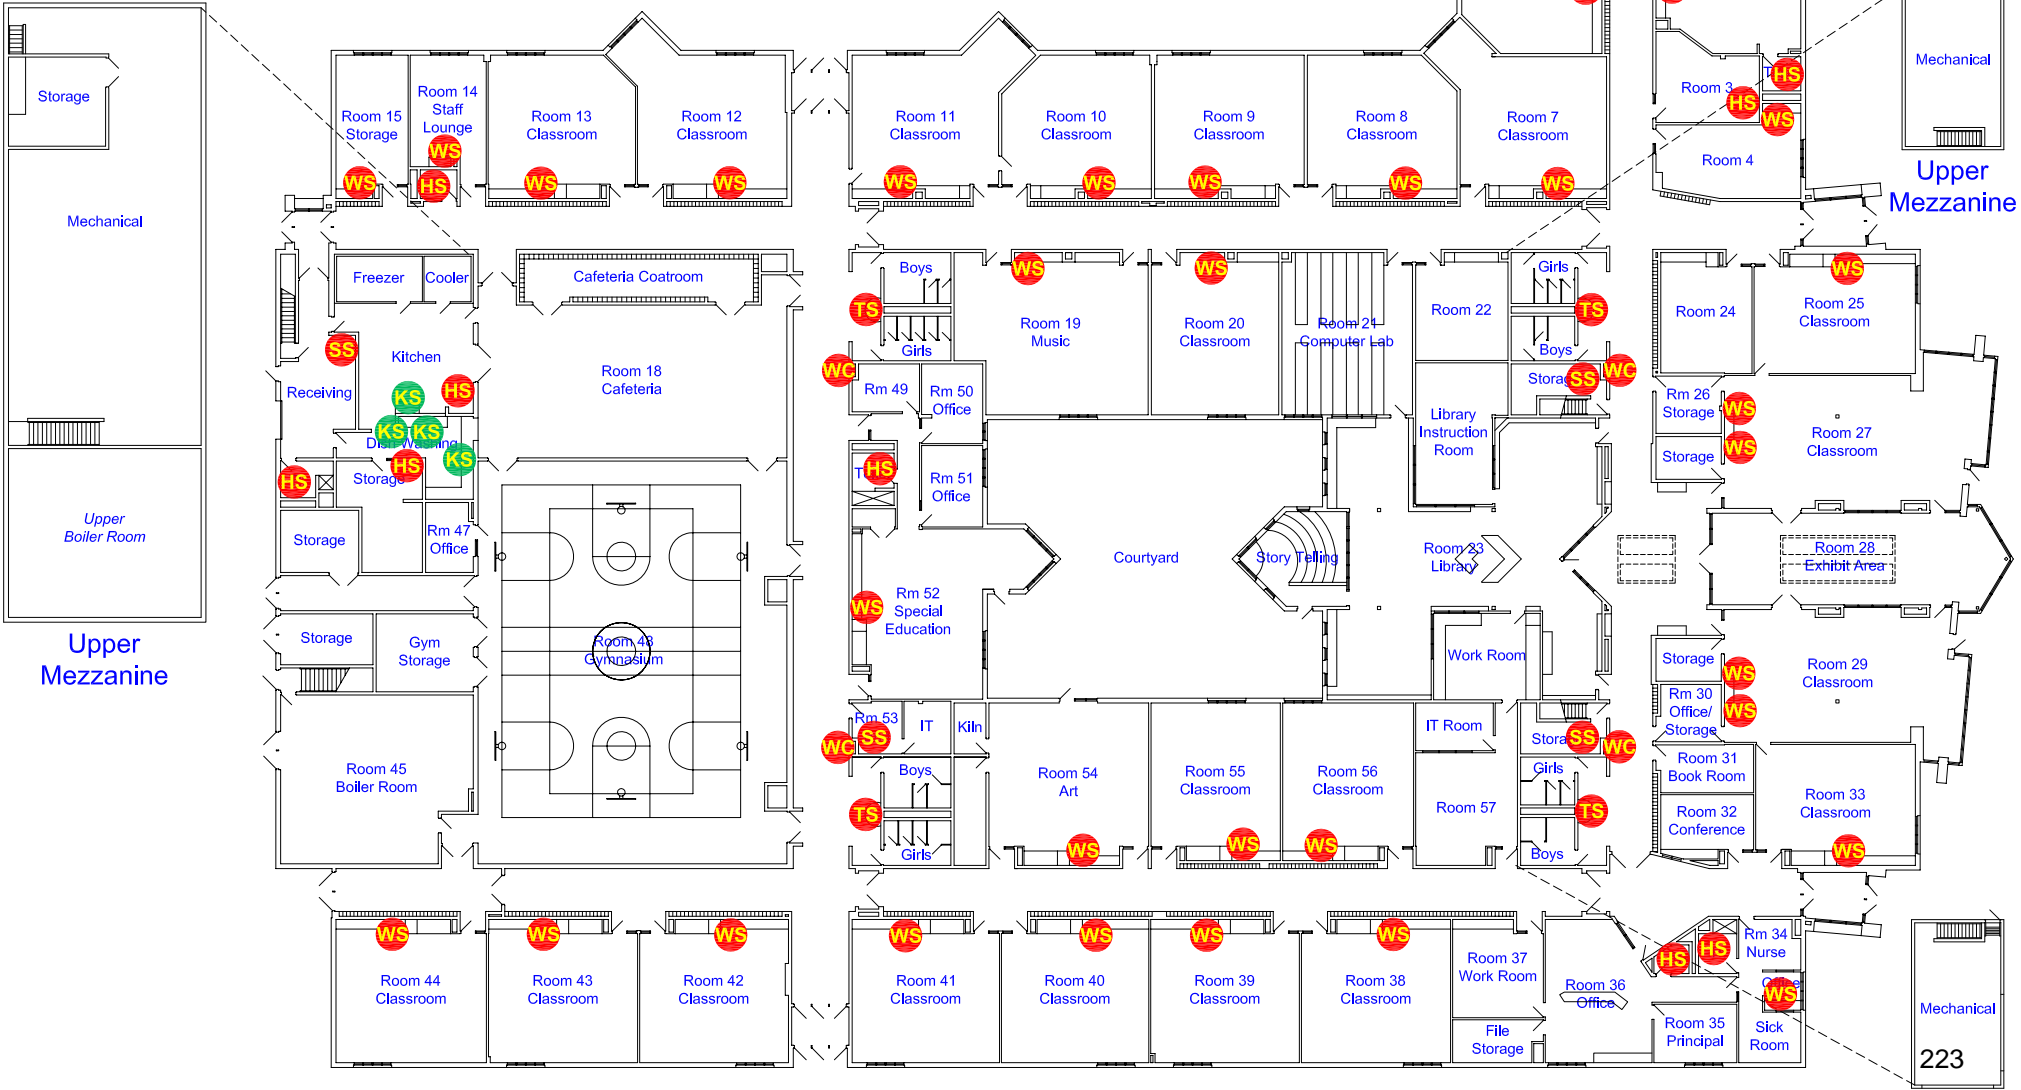 Storage
Mechanical
Upper
Boiler Room
Upper
Mezzanine
Room 15
Storage
WS
Room 14
Staff
Lounge
WS
HS
Room 13
Classroom
WS
Room 12
Classroom
WS
Room 11
Classroom
WS
Room 10
Classroom
WS
Room 9
Classroom
WS
Room 8
Classroom
WS
Room 7
Classroom
WS
Room 3
HS
HS
WS
Room 4
Mechanical
Upper
Mezzanine
Freezer
Cooler
Cafeteria Coatroom
SS
Kitchen
Receiving
KS
HS
KS
KS
Dish Washing
KS
HS
HS
Storage
Storage
Rm 47
Office
Room 18
Cafeteria
Boys
TS
Girls
WC
Rm 49
Rm 50
Office
HS
Rm 51
Office
WS
Room 19
Music
WS
Room 20
Classroom
Room 21
Computer Lab
Room 22
Girls
TS
Boys
WC
Storage
SS
Library
Instruction
Room
Room 24
WS
Room 25
Classroom
Rm 26
Storage
WS
WS
Storage
Room 27
Classroom
Courtyard
Story Telling
Room 23
Library
Room 28
Exhibit Area
WS
Rm 52
Special
Education
Storage
Gym
Storage
Room 48
Gymnasium
Work Room
Storage
WS
Room 29
Classroom
Rm 30
Office/
Storage
WS
Room 45
Boiler Room
Rm 53
SS
WC
IT
Kiln
Boys
TS
Girls
Room 54
Art
WS
Room 55
Classroom
WS
Room 56
Classroom
WS
IT Room
Room 57
Storage
SS
WC
Girls
TS
Boys
Room 31
Book Room
Room 32
Conference
Room 33
Classroom
WS
WS
Room 44
Classroom
WS
Room 43
Classroom
WS
Room 42
Classroom
WS
Room 41
Classroom
WS
Room 40
Classroom
WS
Room 39
Classroom
WS
Room 38
Classroom
Room 37
Work Room
File
Storage
Room 36
Office
HS
HS
Rm 34
Nurse
WS
Room 35
Principal
Sick
Room
Mechanical
223